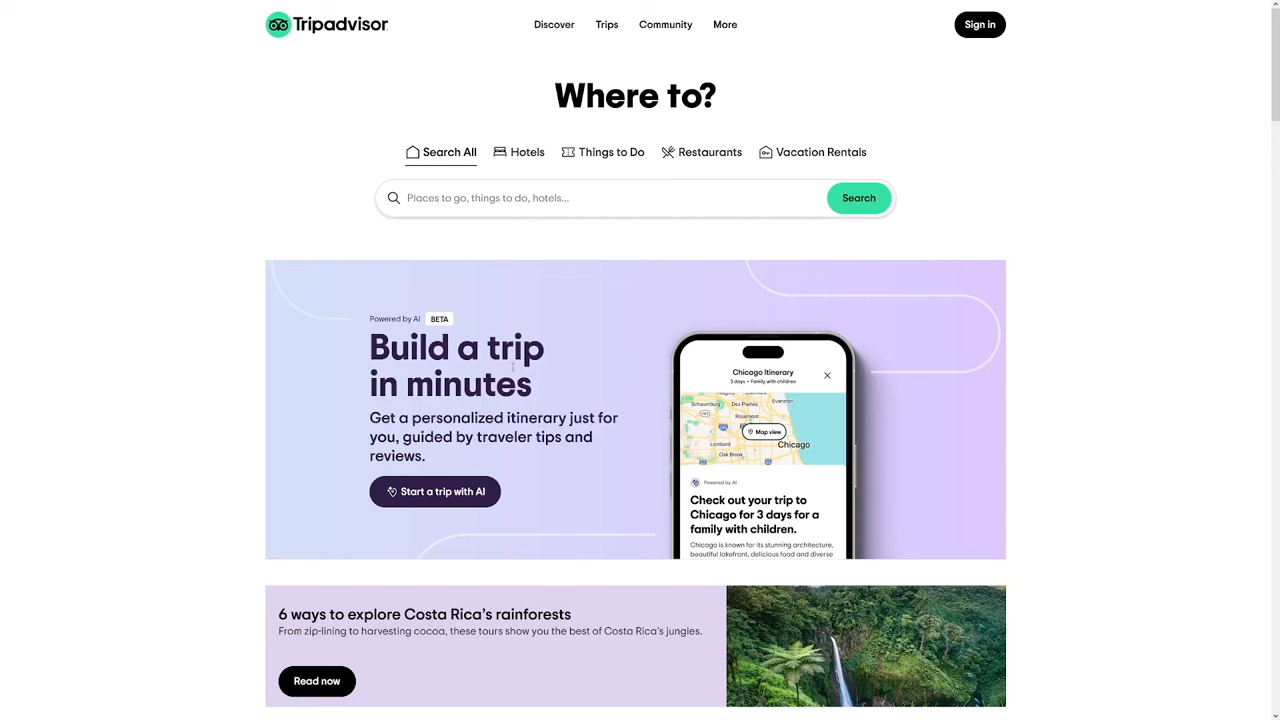 Tripadvisor
Discover Trips Community More
Sign in
Where to?
Search All Hotels Things to Do Restaurants Vacation Rentals
Places to go, things to do, hotels... Search
Powered by AI BETA
Build a trip
in minutes
Get a personalized itinerary just for
you, guided by traveler tips and
reviews.
Start a trip with AI
Chicago Itinerary
3 days • Family with children
Schaumburg Des Plaines Evanston
Rosemont
Map view
Chicago
Lombard
Oak Brook
Powered by AI
Check out your trip to
Chicago for 3 days for a
family with children.
Chicago is known for its stunning architecture,
beautiful lakefront, delicious food and diverse
6 ways to explore Costa Rica's rainforests
From zip-lining to harvesting cocoa, these tours show you the best of Costa Rica's jungles.
Read now